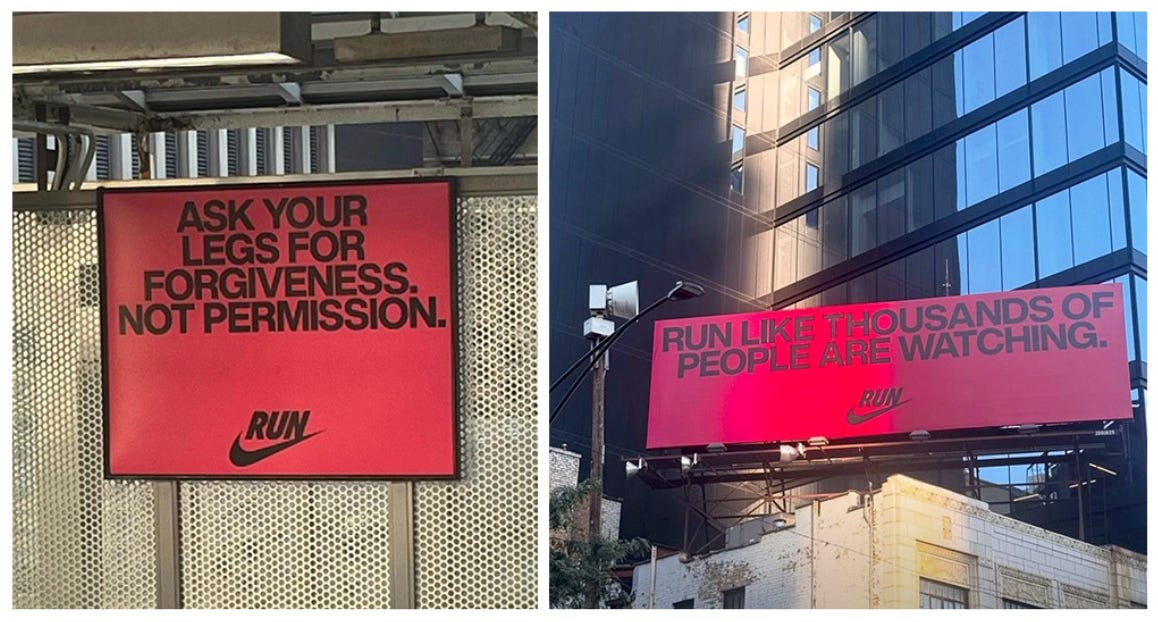 ASK YOUR
LEGS FOR
FORGIVENESS.
NOT PERMISSION.
RUN
RUN LIKE THOUSANDS OF
PEOPLE ARE WATCHING.
RUN